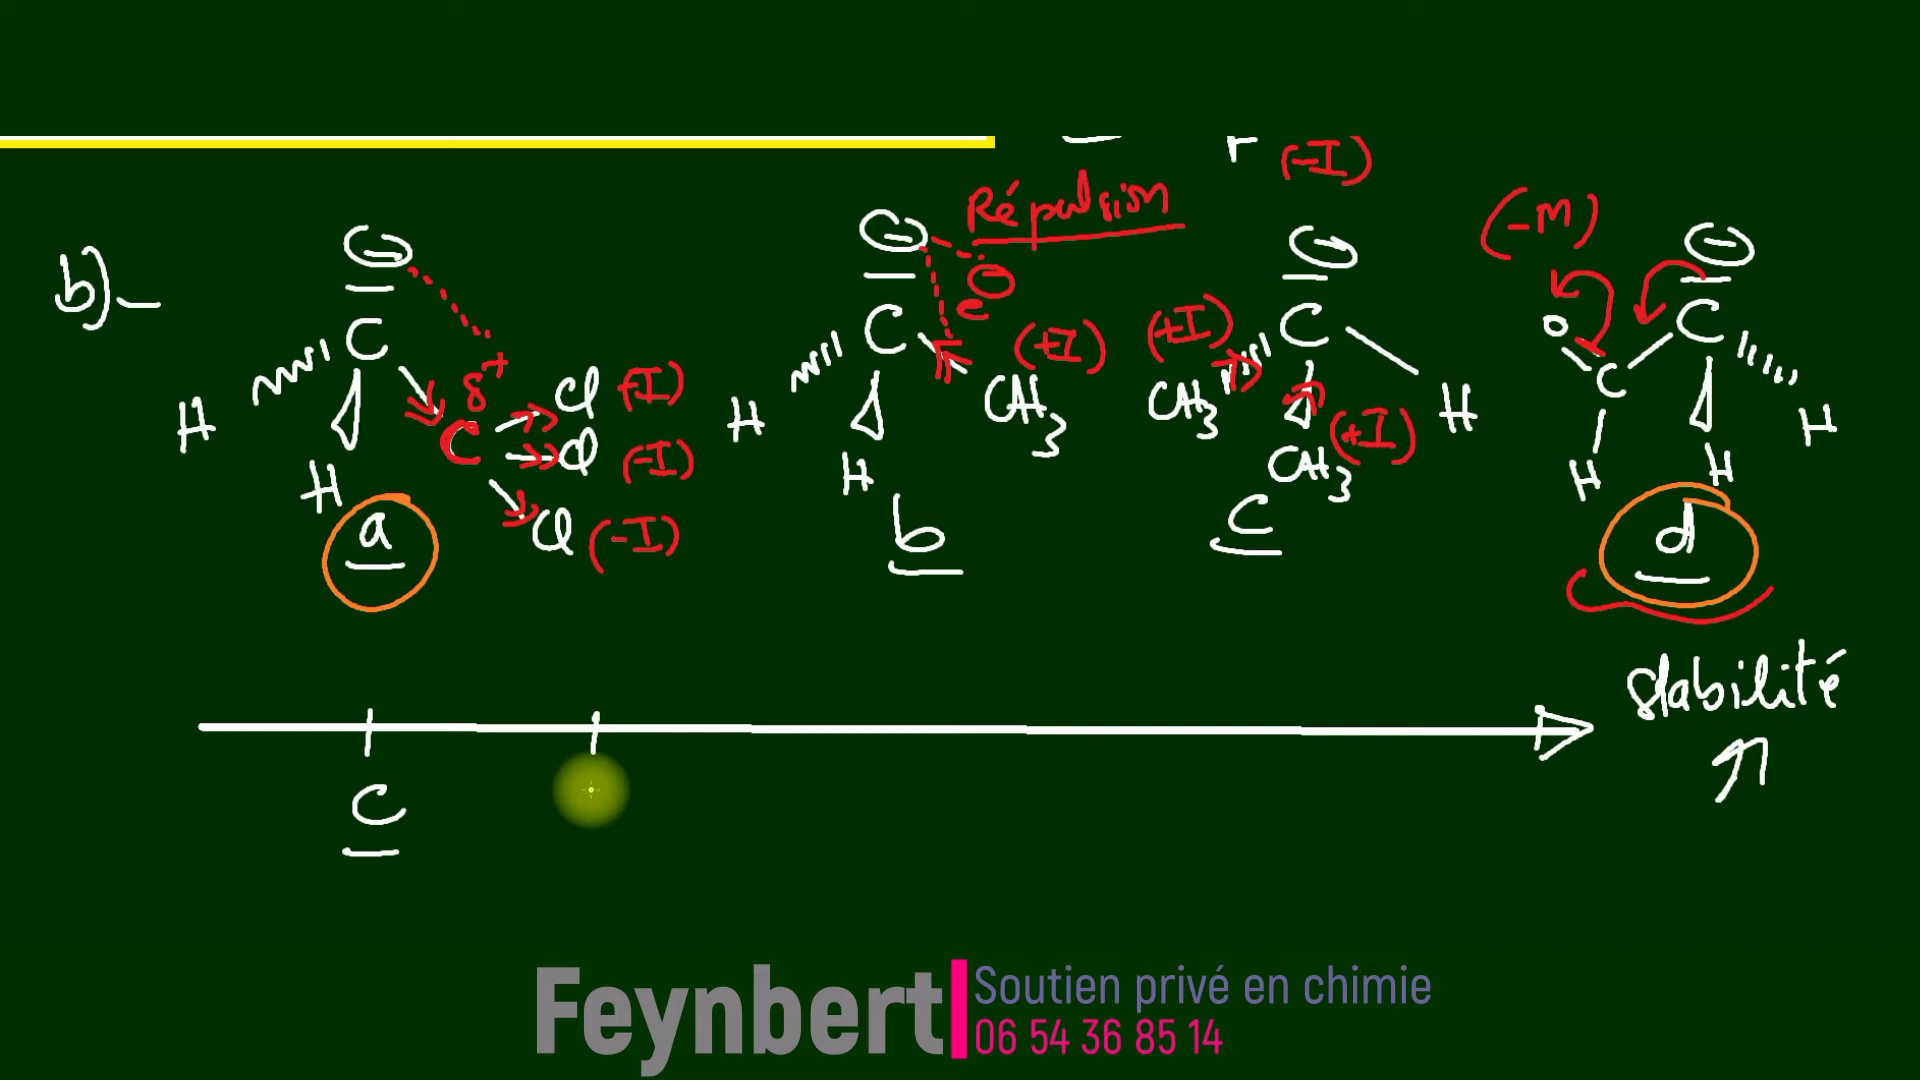 (-I)
Répulsion
(-M)
b)-
⊖ ⊖ ⊖ ⊖
e⊖
C C (+I) (+I) C O C
δ+ Cl (-I) CH3 CH3 C
H C Cl (-I) H (+I) H H
H H CH3 H H
Cl (-I)
a b c d
stabilité
↗
c
Feynbert
Soutien privé en chimie
06 54 36 85 14